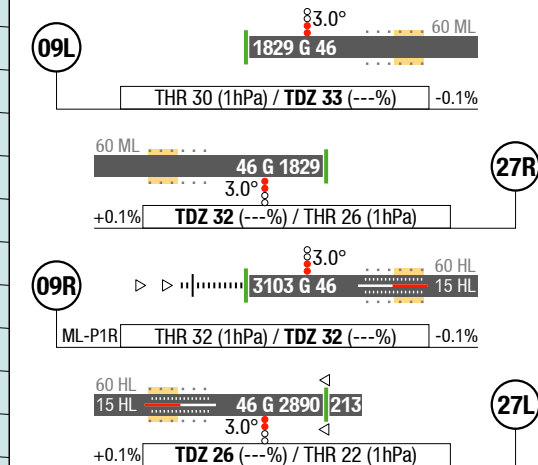 3.0° 60 ML
09L 1829 G 46
THR 30 (1hPa) / TDZ 33 (---%) -0.1%
60 ML
46 G 1829 27R
3.0°
+0.1% TDZ 32 (---%) / THR 26 (1hPa)
3.0° 60 HL
09R 3103 G 46 15 HL
ML-P1R THR 32 (1hPa) / TDZ 32 (---%) -0.1%
60 HL
15 HL 46 G 2890 213 27L
3.0°
+0.1% TDZ 26 (---%) / THR 22 (1hPa)